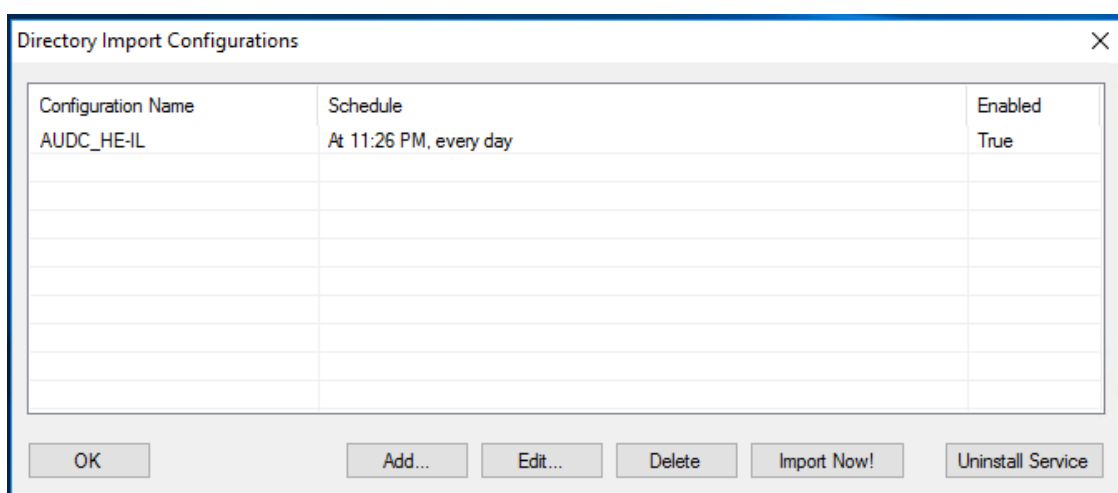 Directory Import Configurations
Configuration Name Schedule Enabled
AUDC_HE-IL At 11:26 PM, every day True
OK Add... Edit... Delete Import Now! Uninstall Service